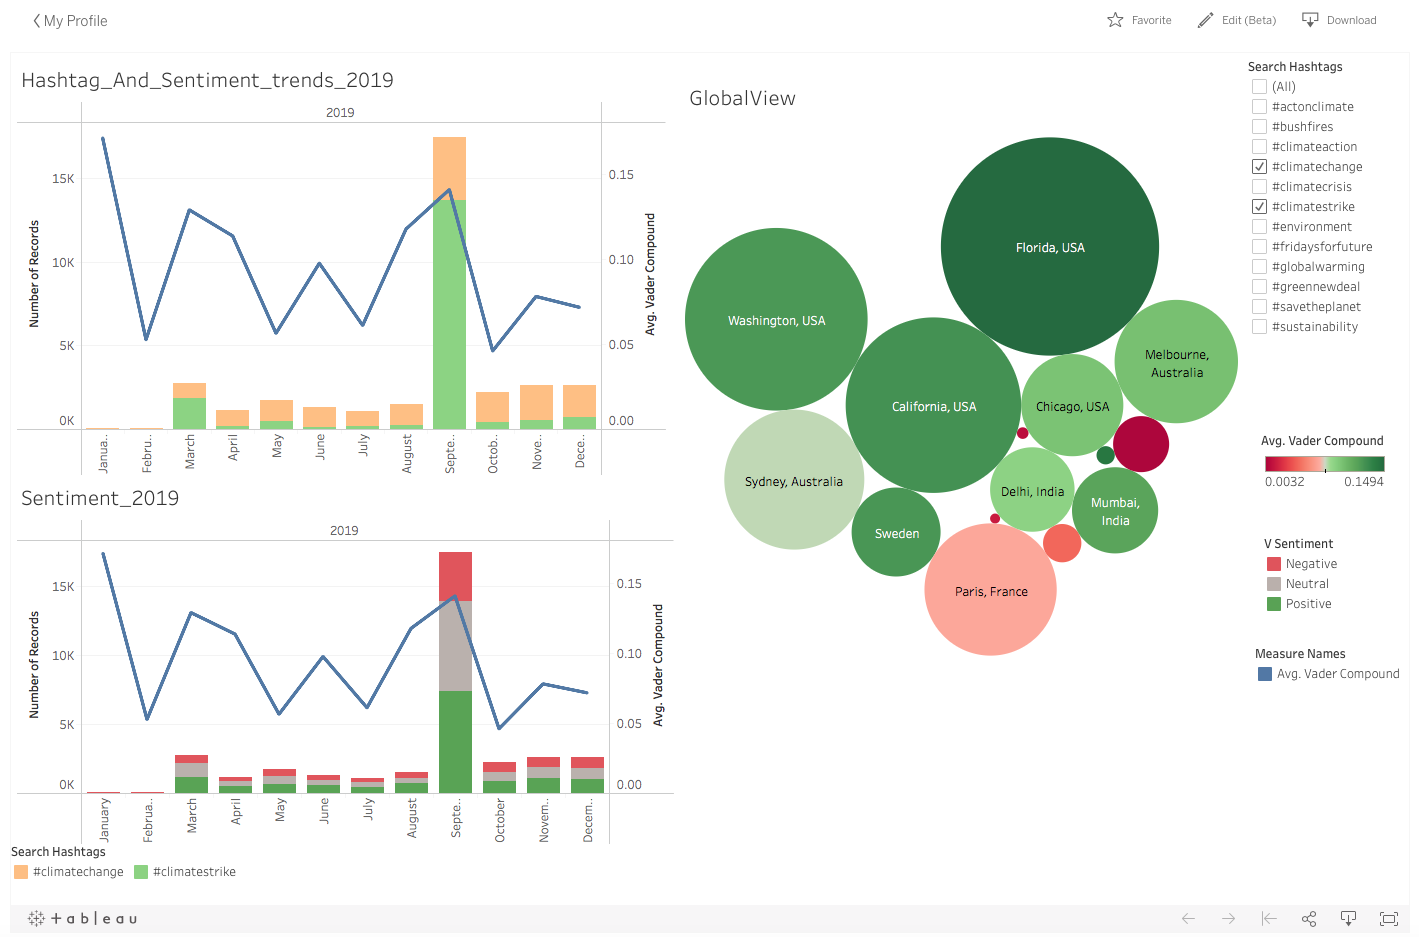 My Profile
Favorite
Edit (Beta)
Download
Hashtag_And_Sentiment_trends_2019
2019
15K
10K
5K
0K
Number of Records
0.15
0.10
0.05
0.00
Avg. Vader Compound
Janua..
Febru..
March
April
May
June
July
August
Septe..
Octob..
Nove..
Dece..
Sentiment_2019
2019
15K
10K
5K
0K
Number of Records
0.15
0.10
0.05
0.00
Avg. Vader Compound
January
Februa..
March
April
May
June
July
August
Septe..
October
Novem..
Decem..
Search Hashtags
#climatechange
#climatestrike
GlobalView
Florida, USA
Washington, USA
Melbourne,
Australia
California, USA
Chicago, USA
Sydney, Australia
Delhi, India
Mumbai,
India
Sweden
Paris, France
Search Hashtags
(All)
#actonclimate
#bushfires
#climateaction
#climatechange
#climatecrisis
#climatestrike
#environment
#fridaysforfuture
#globalwarming
#greennewdeal
#savetheplanet
#sustainability
Avg. Vader Compound
0.0032
0.1494
V Sentiment
Negative
Neutral
Positive
Measure Names
Avg. Vader Compound
+ a b l e a u